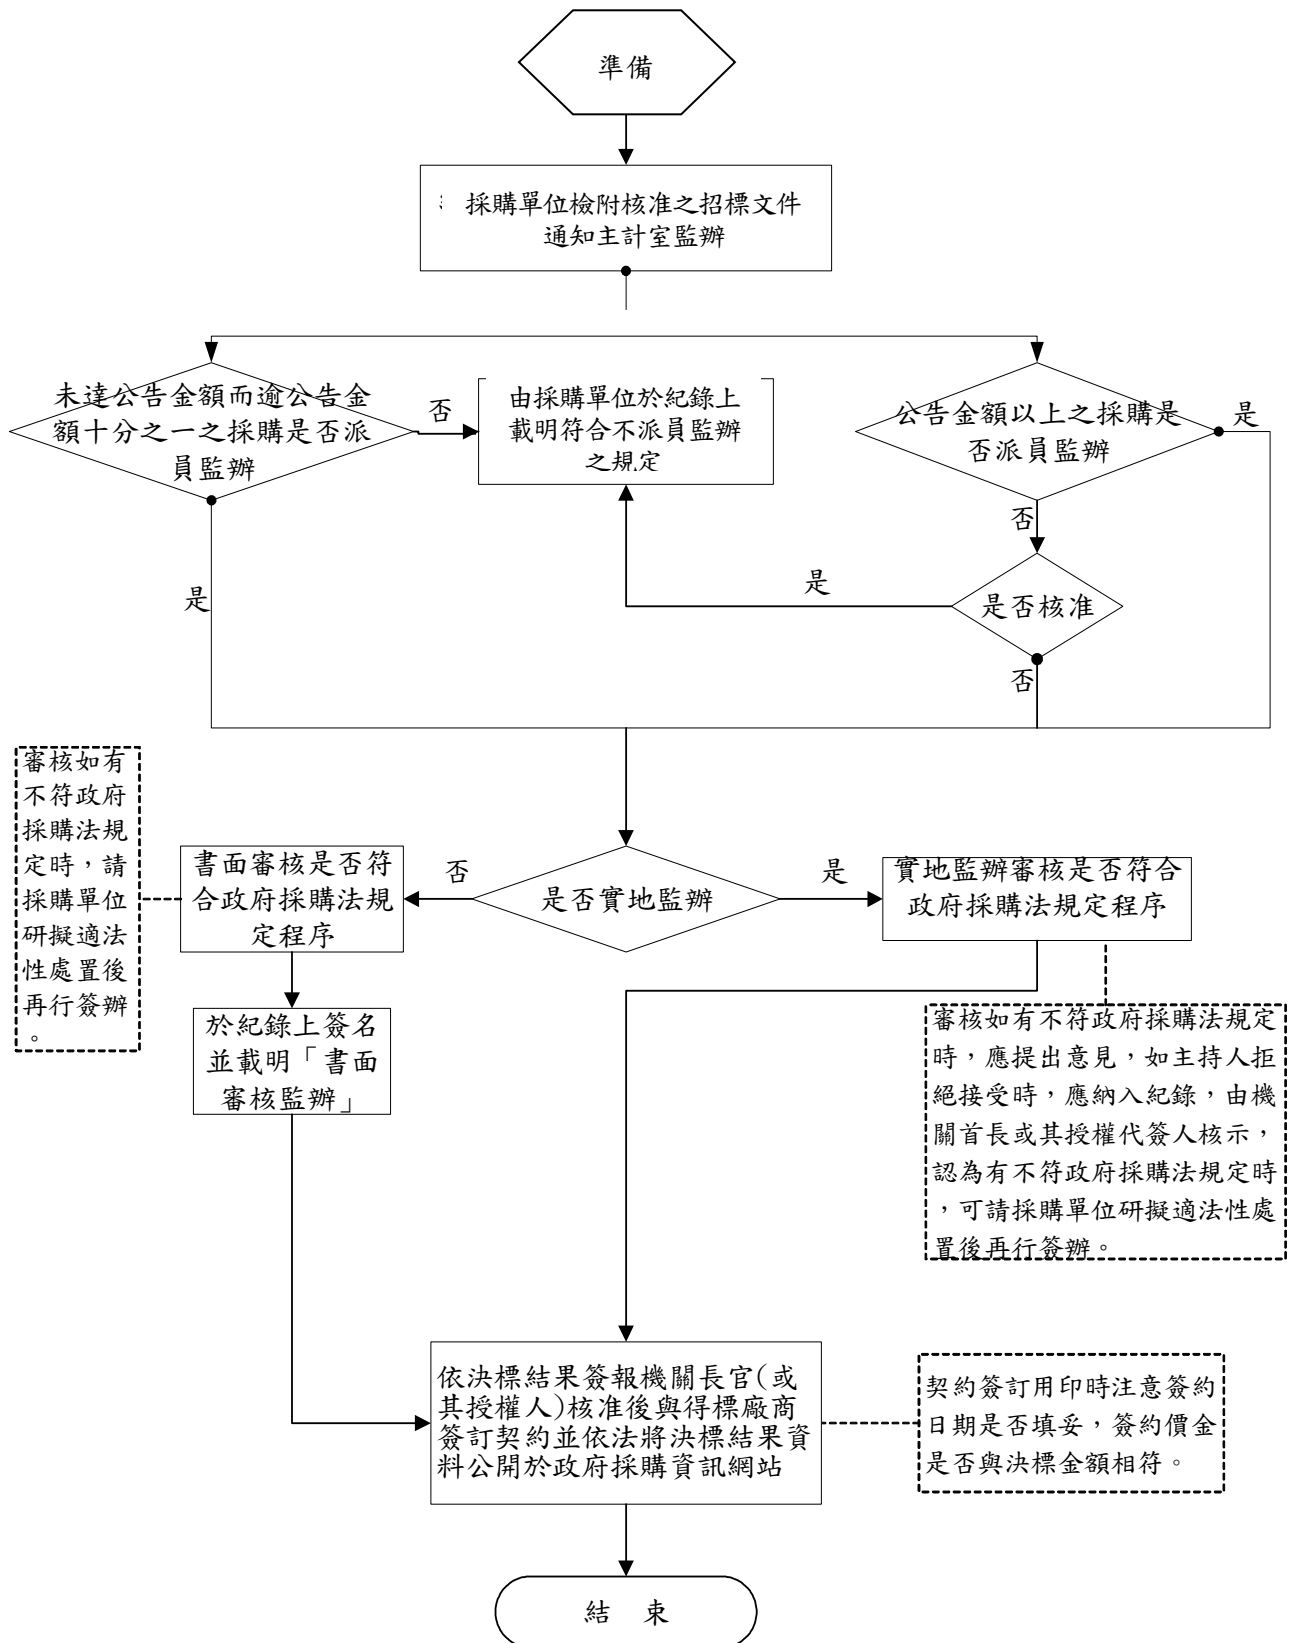 準備
採購單位檢附核准之招標文件
通知主計室監辦
未達公告金額而逾公告金
額十分之一之採購是否派
員監辦
否
由採購單位於紀錄上
載明符合不派員監辦
之規定
公告金額以上之採購是
否派員監辦
是
否
是
是
是否核准
否
審核如有
不符政府
採購法規
定時，請
採購單位
研擬適法
性處置後
再行簽辦
。
書面審核是否符
合政府採購法規
定程序
否
是否實地監辦
是
實地監辦審核是否符合
政府採購法規定程序
於紀錄上簽名
並載明「書面
審核監辦」
審核如有不符政府採購法規定
時，應提出意見，如主持人拒
絕接受時，應納入紀錄，由機
關首長或其授權代簽人核示，
認為有不符政府採購法規定時
，可請採購單位研擬適法性處
置後再行簽辦。
依決標結果簽報機關長官(或
其授權人)核准後與得標廠商
簽訂契約並依法將決標結果資
料公開於政府採購資訊網站
契約簽訂用印時注意簽約
日期是否填妥，簽約價金
是否與決標金額相符。
結 束